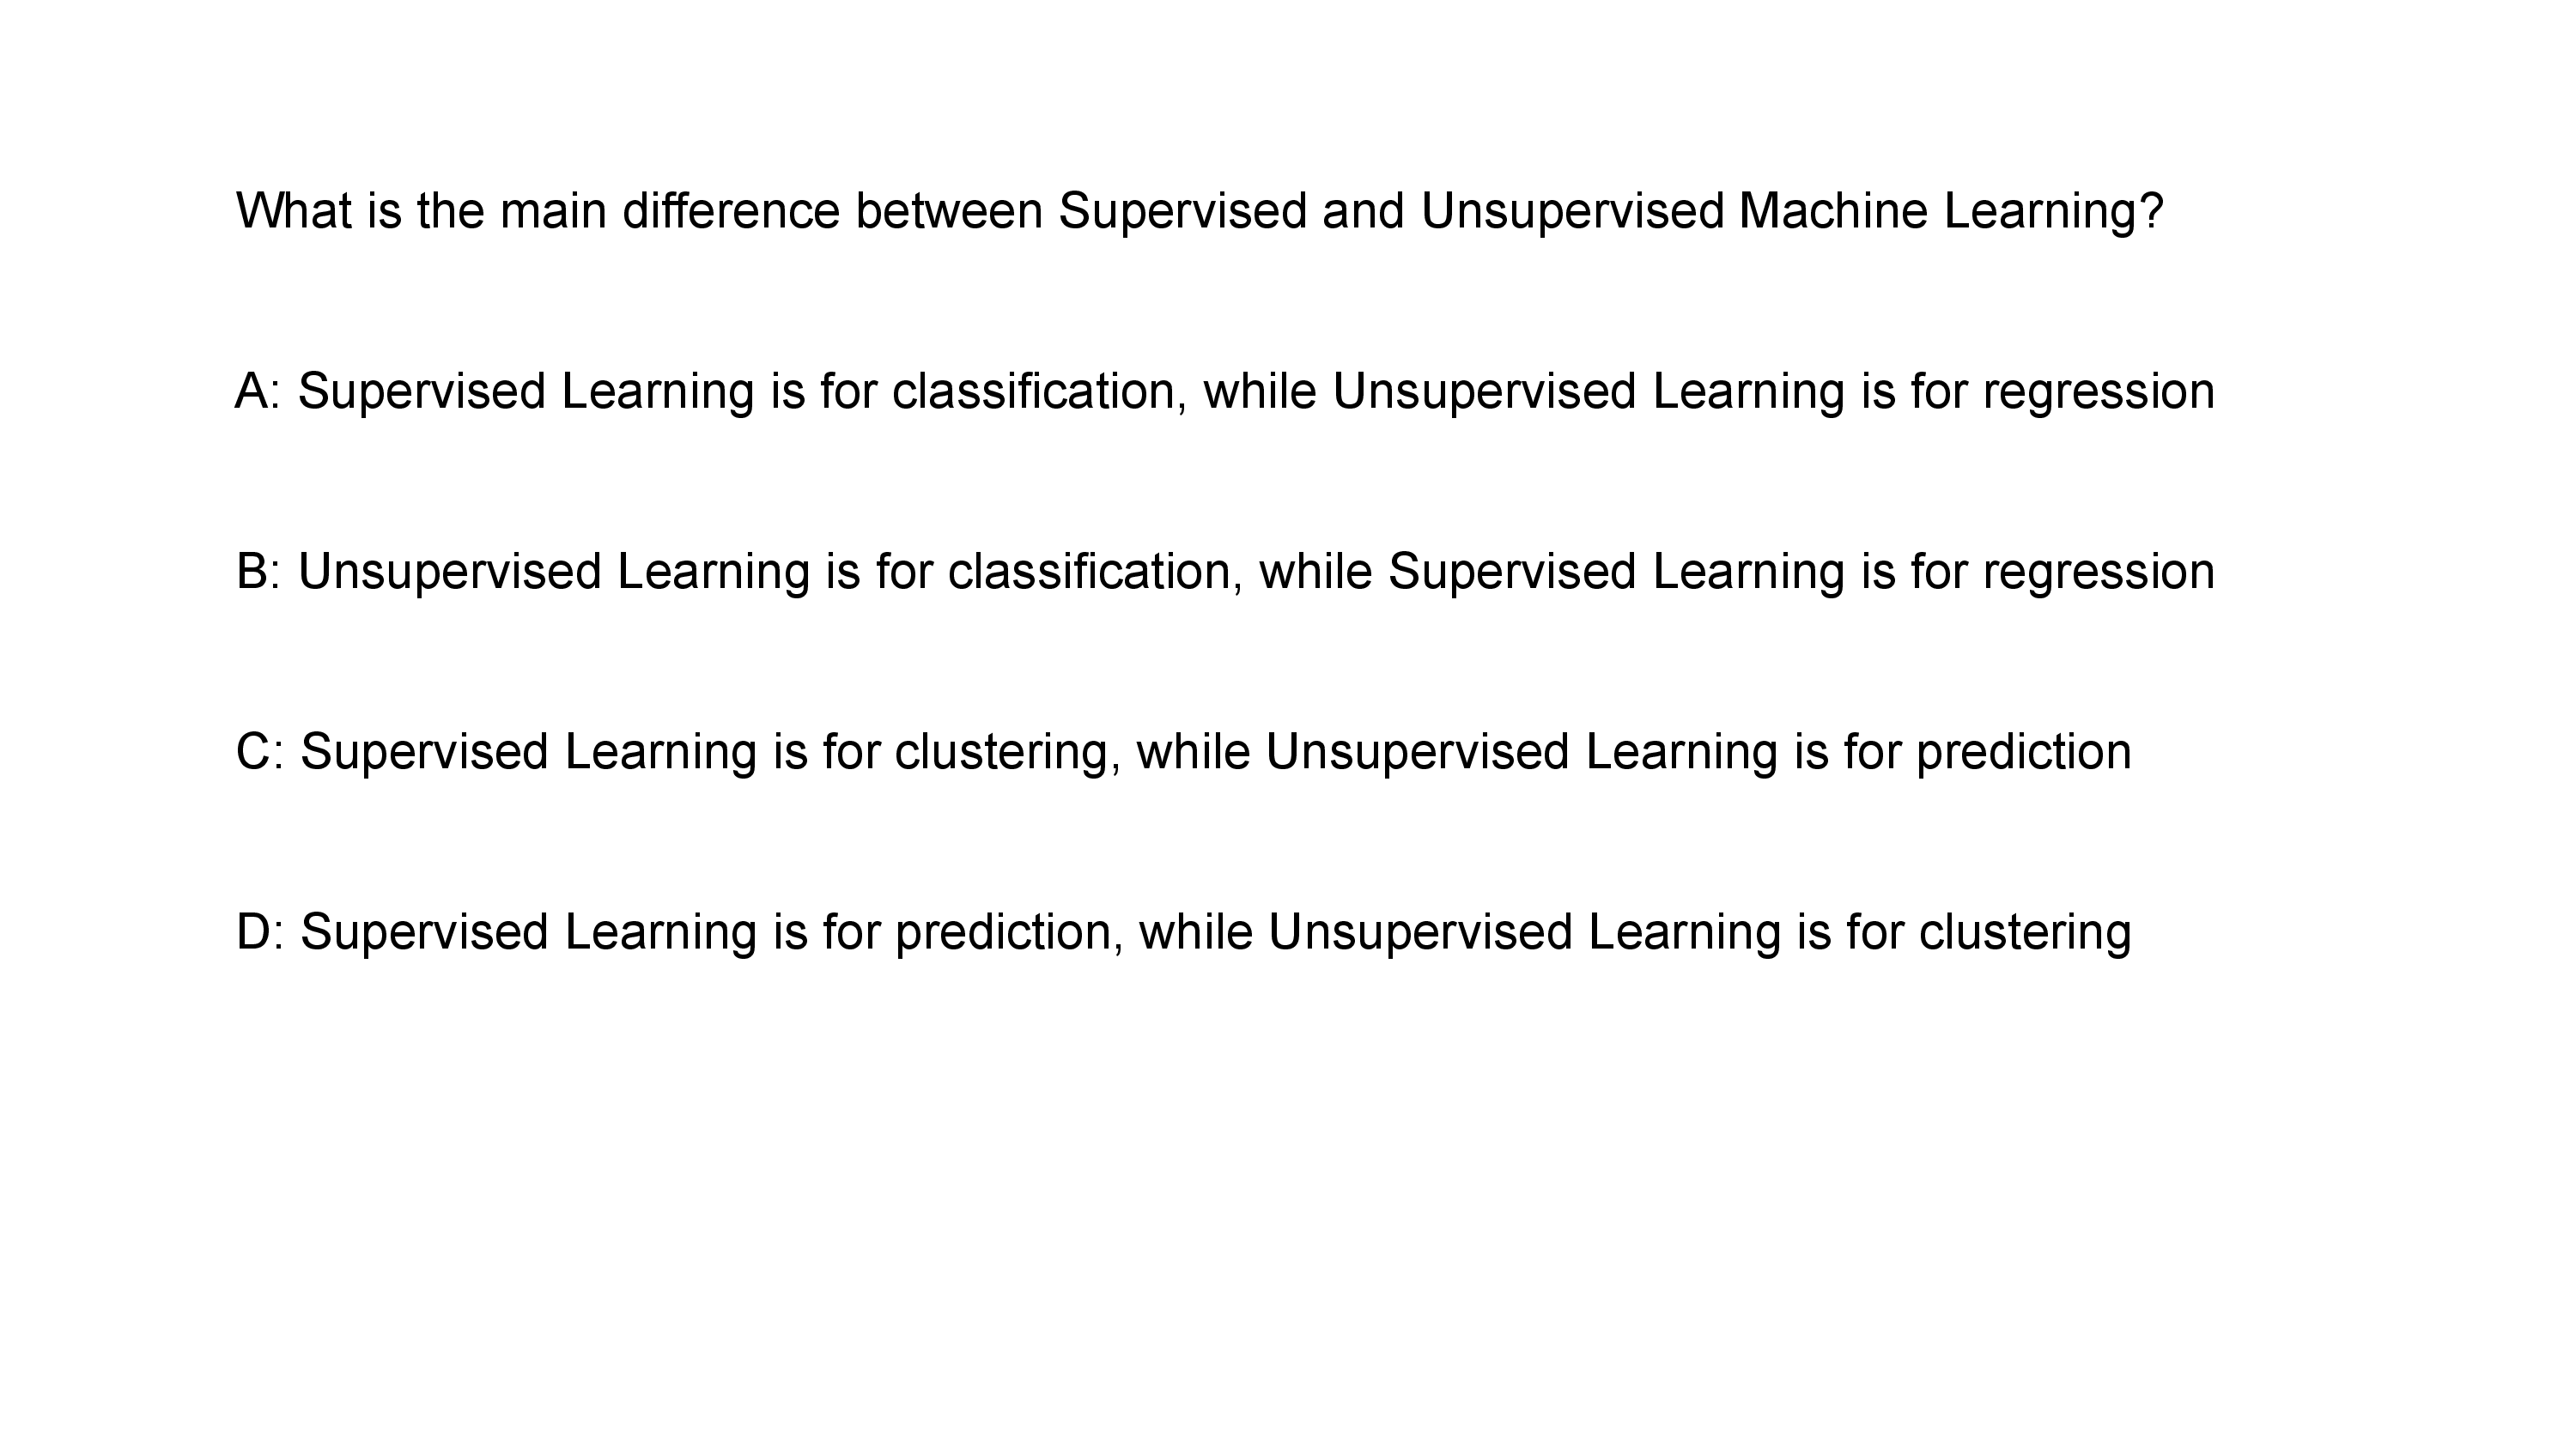 What is the main difference between Supervised and Unsupervised Machine Learning?
A: Supervised Learning is for classification, while Unsupervised Learning is for regression
B: Unsupervised Learning is for classification, while Supervised Learning is for regression
C: Supervised Learning is for clustering, while Unsupervised Learning is for prediction
D: Supervised Learning is for prediction, while Unsupervised Learning is for clustering